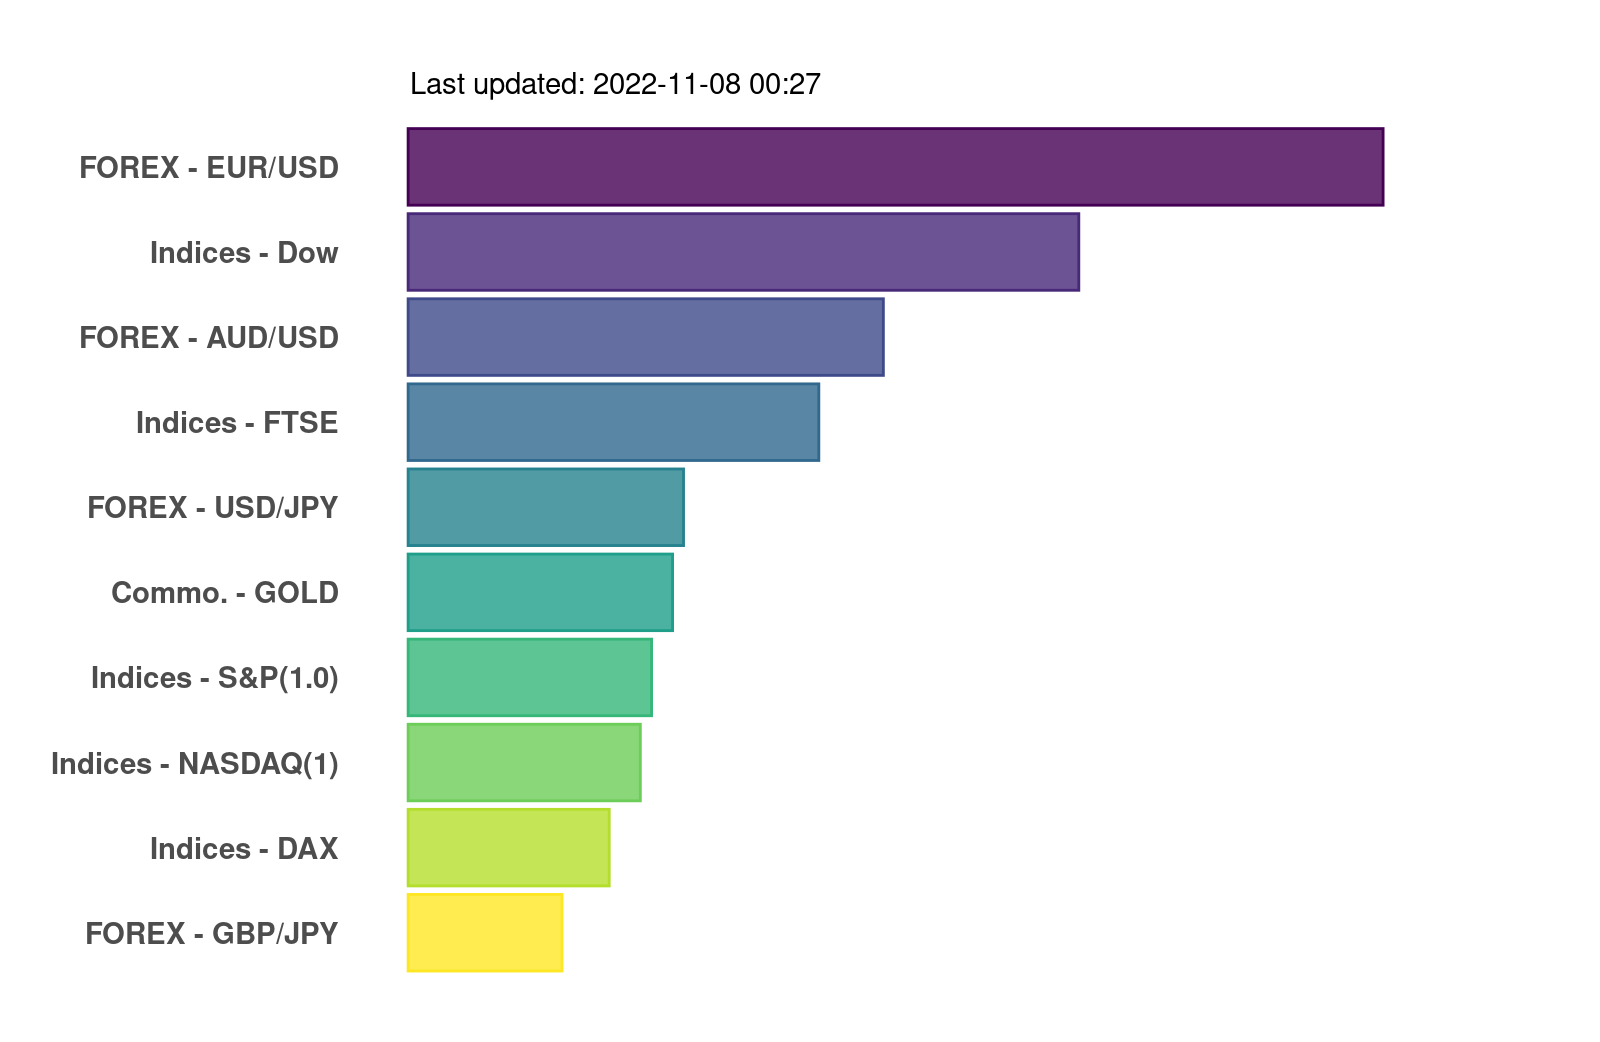 Last updated: 2022-11-08 00:27
FOREX - EUR/USD
Indices - Dow
FOREX - AUD/USD
Indices - FTSE
FOREX - USD/JPY
Commo. - GOLD
Indices - S&P(1.0)
Indices - NASDAQ(1)
Indices - DAX
FOREX - GBP/JPY